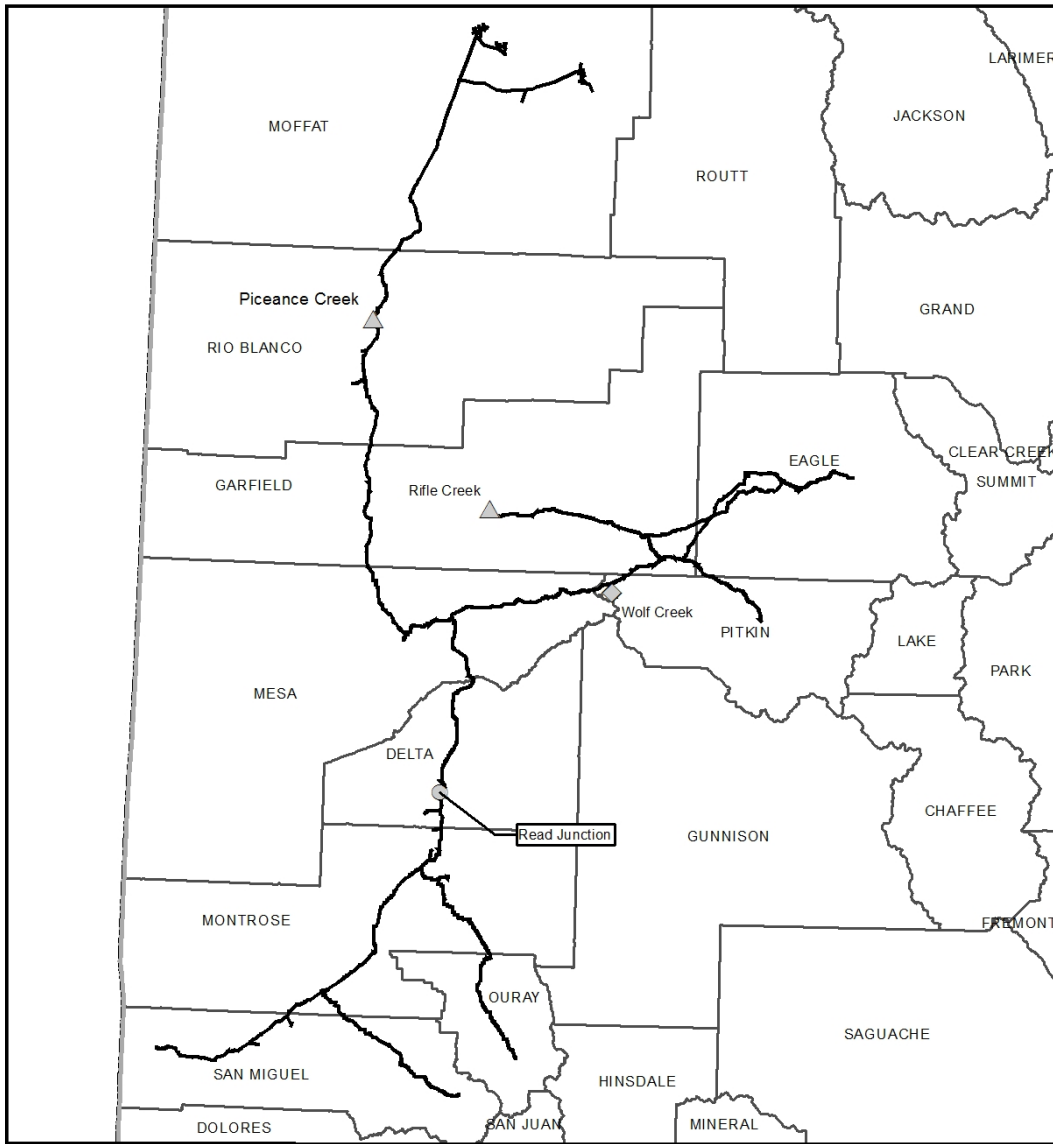 LARIMER
JACKSON
MOFFAT
ROUTT
Piceance Creek
GRAND
RIO BLANCO
CLEAR CREEK
EAGLE
SUMMIT
GARFIELD
Rifle Creek
Wolf Creek
PITKIN
LAKE
PARK
MESA
DELTA
CHAFFEE
Read Junction
GUNNISON
MONTROSE
FREMONT
OURAY
SAGUACHE
SAN MIGUEL
HINSDALE
SAN JUAN
MINERAL
DOLORES